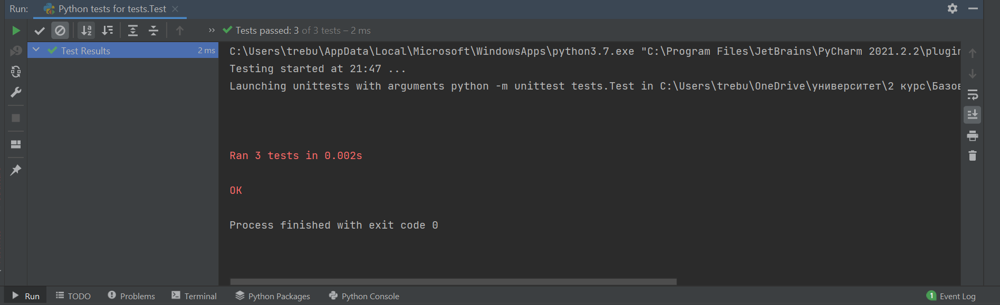 Run: Python tests for tests.Test
Tests passed: 3 of 3 tests – 2 ms
Test Results 2 ms
C:\Users\trebu\AppData\Local\Microsoft\WindowsApps\python3.7.exe "C:\Program Files\JetBrains\PyCharm 2021.2.2\plugin
Testing started at 21:47 ...
Launching unittests with arguments python -m unittest tests.Test in C:\Users\trebu\OneDrive\университет\2 курс\Базов
Ran 3 tests in 0.002s
OK
Process finished with exit code 0
Run TODO Problems Terminal Python Packages Python Console 1 Event Log